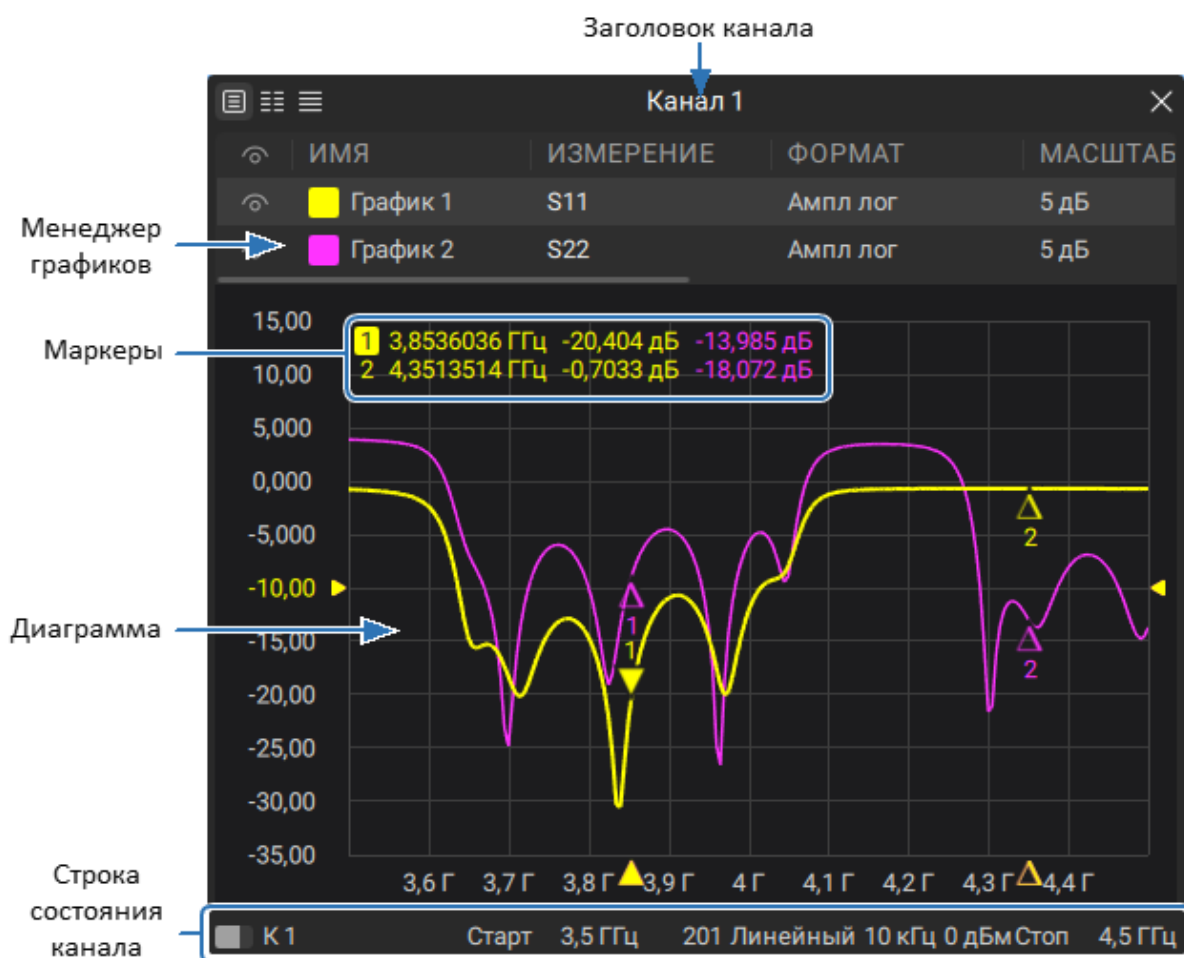 Заголовок канала
Канал 1
ИМЯ ИЗМЕРЕНИЕ ФОРМАТ МАСШТАБ
График 1 S11 Ампл лог 5 дБ
График 2 S22 Ампл лог 5 дБ
Менеджер
графиков
Маркеры
1 3,8536036 ГГц -20,404 дБ -13,985 дБ
2 4,3513514 ГГц -0,7033 дБ -18,072 дБ
15,00
10,00
5,000
0,000
-5,000
-10,00
-15,00
-20,00
-25,00
-30,00
-35,00
2
1
1
2
Диаграмма
3,6 Г 3,7 Г 3,8 Г 3,9 Г 4 Г 4,1 Г 4,2 Г 4,3 Г 4,4 Г
Строка
состояния
канала
К 1 Старт 3,5 ГГц 201 Линейный 10 кГц 0 дБм Стоп 4,5 ГГц